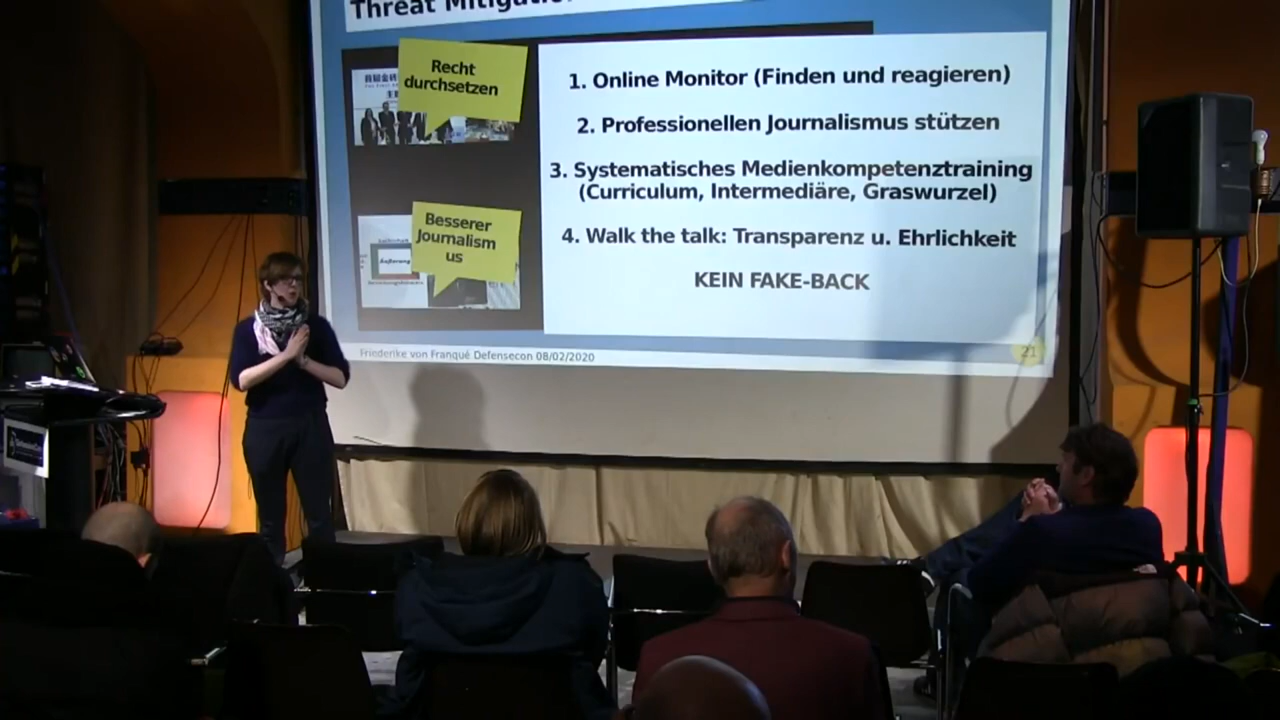 Threat Mitigation
Recht
durchsetzen
Besserer
Journalism
us
Äußerung
1. Online Monitor (Finden und reagieren)
2. Professionellen Journalismus stützen
3. Systematisches Medienkompetenztraining
(Curriculum, Intermediäre, Graswurzel)
4. Walk the talk: Transparenz u. Ehrlichkeit
KEIN FAKE-BACK
Friederike von Franqué Defensecon 08/02/2020
21